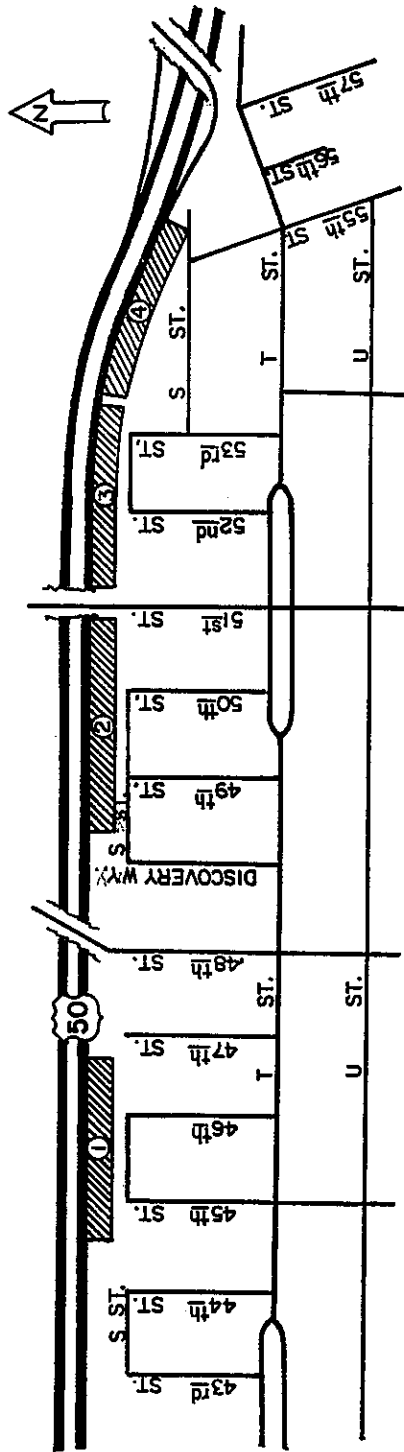 N
50
1
2
3
4
S ST.
S ST.
S ST.
43rd ST.
44th ST.
45th ST.
46th
47th ST.
48th ST.
DISCOVERY WAY
49th ST.
50th ST.
51st ST.
52nd ST.
53rd ST.
55th ST.
56th ST.
57th ST.
T ST.
T ST.
U ST.
U ST.